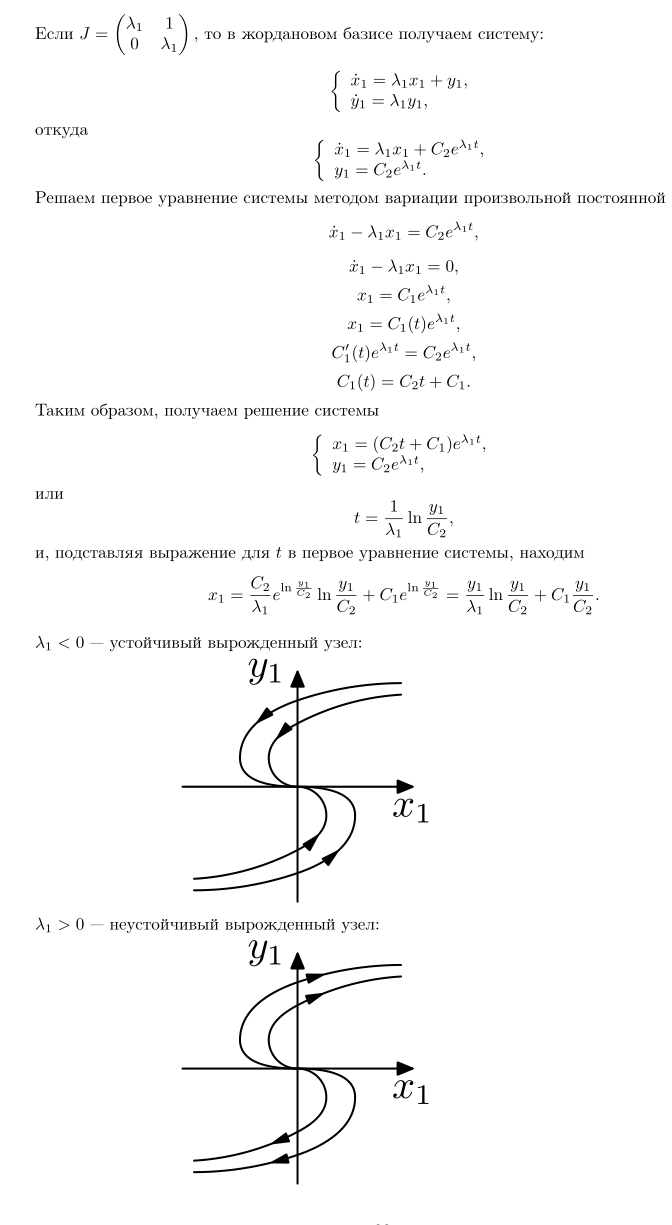 Если $J = \begin{pmatrix} \lambda_1 & 1 \\ 0 & \lambda_1 \end{pmatrix}$, то в жордановом базисе получаем систему:
$\begin{cases} \dot{x}_1 = \lambda_1 x_1 + y_1, \\ \dot{y}_1 = \lambda_1 y_1, \end{cases}$
откуда
$\begin{cases} \dot{x}_1 = \lambda_1 x_1 + C_2 e^{\lambda_1 t}, \\ y_1 = C_2 e^{\lambda_1 t}. \end{cases}$
Решаем первое уравнение системы методом вариации произвольной постоянной
$\dot{x}_1 - \lambda_1 x_1 = C_2 e^{\lambda_1 t},$
$\dot{x}_1 - \lambda_1 x_1 = 0,$
$x_1 = C_1 e^{\lambda_1 t},$
$x_1 = C_1(t) e^{\lambda_1 t},$
$C_1'(t) e^{\lambda_1 t} = C_2 e^{\lambda_1 t},$
$C_1(t) = C_2 t + C_1.$
Таким образом, получаем решение системы
$\begin{cases} x_1 = (C_2 t + C_1) e^{\lambda_1 t}, \\ y_1 = C_2 e^{\lambda_1 t}, \end{cases}$
или
$t = \frac{1}{\lambda_1} \ln \frac{y_1}{C_2},$
и, подставляя выражение для $t$ в первое уравнение системы, находим
$x_1 = \frac{C_2}{\lambda_1} e^{\ln \frac{y_1}{C_2}} \ln \frac{y_1}{C_2} + C_1 e^{\ln \frac{y_1}{C_2}} = \frac{y_1}{\lambda_1} \ln \frac{y_1}{C_2} + C_1 \frac{y_1}{C_2}.$
$\lambda_1 < 0$ — устойчивый вырожденный узел:
$y_1$
$x_1$
$\lambda_1 > 0$ — неустойчивый вырожденный узел:
$y_1$
$x_1$